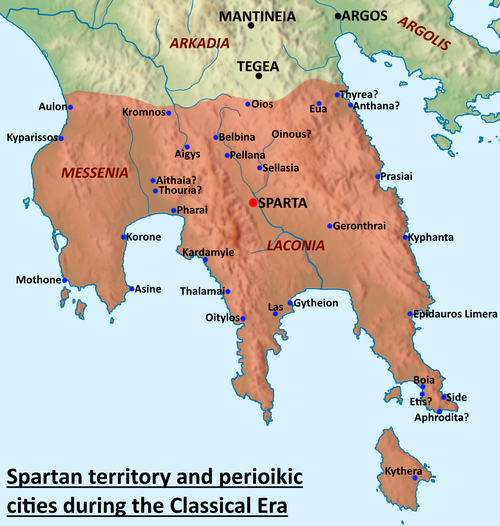 MANTINEIA
ARGOS
ARGOLIS
ARKADIA
TEGEA
Thyrea?
Aulon
Oios
Anthana?
Kromnos
Eua
Kyparissos
Belbina
Oinous?
Aigys
Pellana
Sellasia
MESSENIA
Aithaia?
Prasiai
Thouria?
SPARTA
Pharai
Geronthrai
Korone
Kyphanta
LACONIA
Kardamyle
Mothone
Asine
Thalamai
Las
Gytheion
Oitylos
Epidauros Limera
Boia
Etis?
Side
Aphrodita?
Kythera
Spartan territory and perioikic
cities during the Classical Era